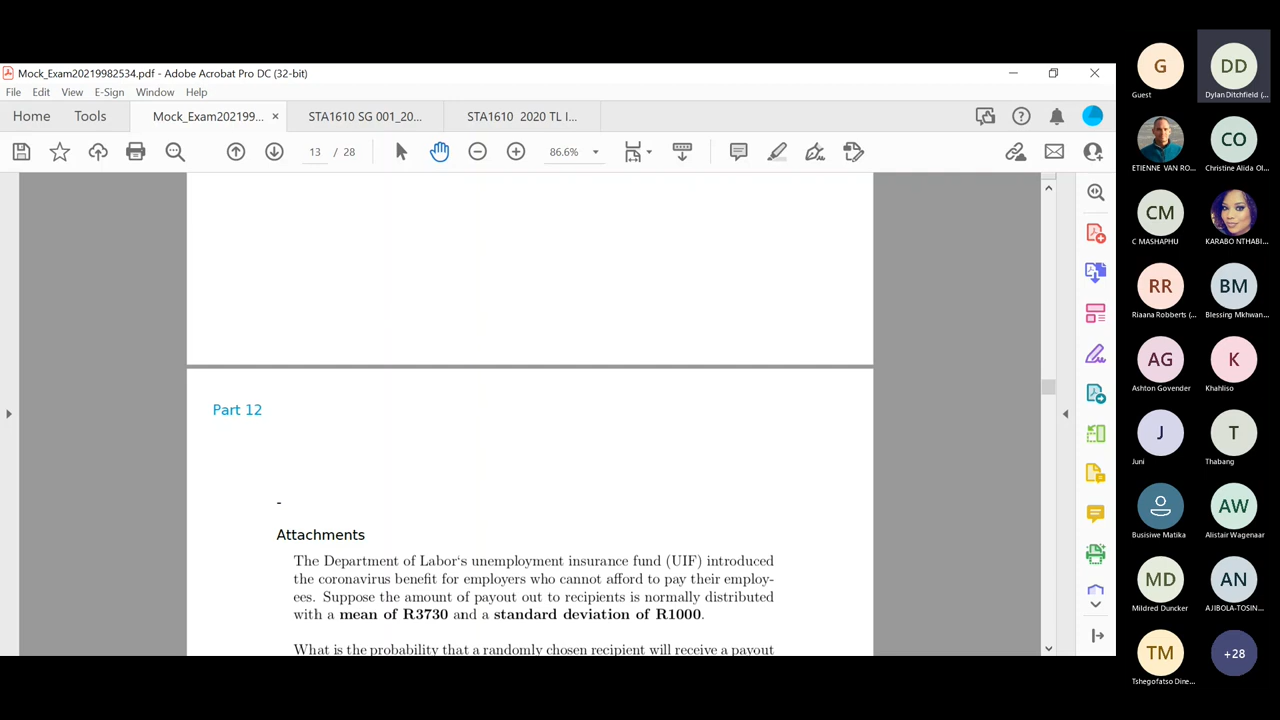 Mock_Exam20219982534.pdf - Adobe Acrobat Pro DC (32-bit)
File Edit View E-Sign Window Help
Home Tools Mock_Exam202199... × STA1610 SG 001_20... STA1610 2020 TL I...
13 / 28 86.6%
Part 12
-
Attachments
The Department of Labor‘s unemployment insurance fund (UIF) introduced
the coronavirus benefit for employers who cannot afford to pay their employ-
ees. Suppose the amount of payout out to recipients is normally distributed
with a mean of R3730 and a standard deviation of R1000.
What is the probability that a randomly chosen recipient will receive a payout
G DD
Guest Dylan Ditchfield (...
CO
ETIENNE VAN RO... Christine Alida Ol...
CM
C MASHAPHU KARABO NTHABI...
RR BM
Riaana Robberts (... Blessing Mkhwan...
AG K
Ashton Govender Khahliso
J T
Juni Thabang
AW
Busisiwe Matika Alistair Wagenaar
MD AN
Mildred Duncker AJIBOLA-TOSIN...
TM +28
Tshegofatso Dine...